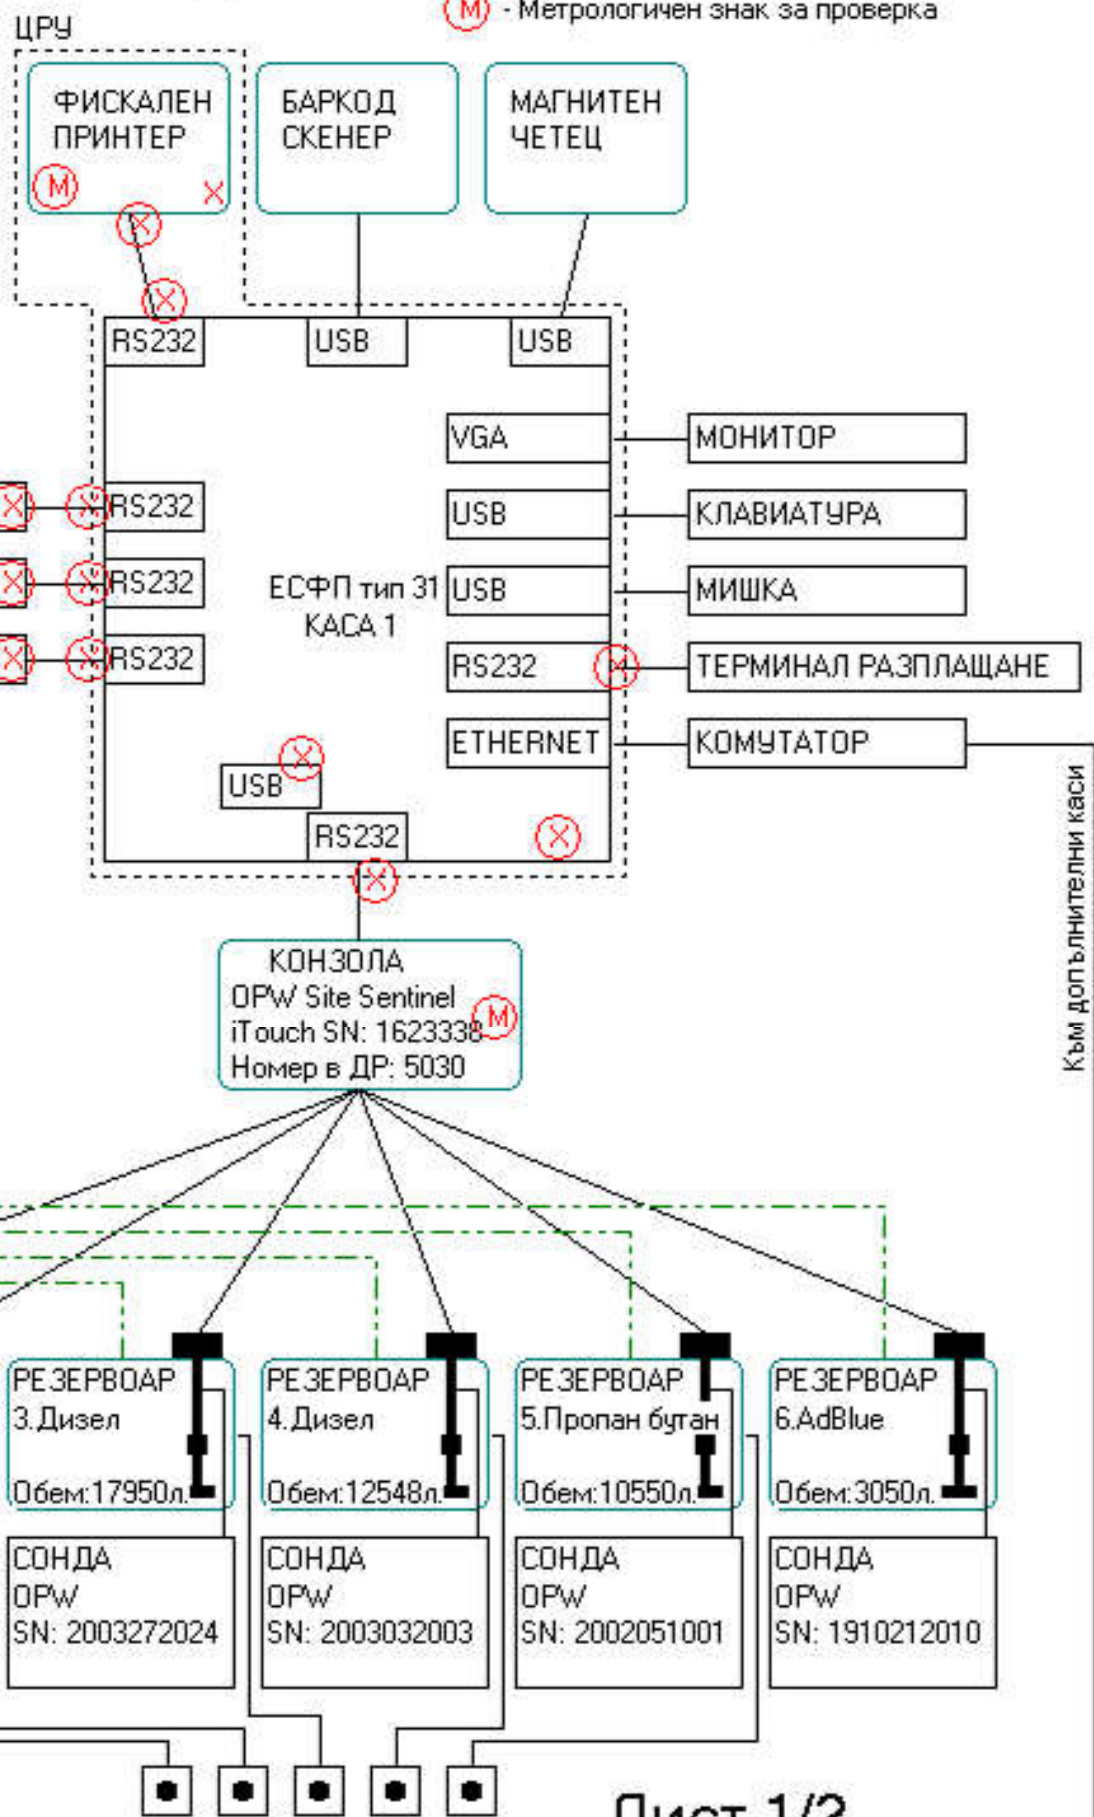 М - Метрологичен знак за проверка
ЦРУ
ФИСКАЛЕН
ПРИНТЕР
М
X
X
X
БАРКОД
СКЕНЕР
МАГНИТЕН
ЧЕТЕЦ
RS232
USB
USB
VGA
МОНИТОР
X
X
RS232
USB
КЛАВИАТУРА
X
X
RS232
ЕСФП тип 31
КАСА 1
USB
МИШКА
X
X
RS232
RS232
X
ТЕРМИНАЛ РАЗПЛАЩАНЕ
ETHERNET
КОМУТАТОР
Към допълнителни каси
X
USB
RS232
X
X
КОНЗОЛА
OPW Site Sentinel
iTouch SN: 1623338
М
Номер в ДР: 5030
РЕЗЕРВОАР
3.Дизел
Обем:17950л.
РЕЗЕРВОАР
4.Дизел
Обем:12548л.
РЕЗЕРВОАР
5.Пропан бутан
Обем:10550л.
РЕЗЕРВОАР
6.AdBlue
Обем:3050л.
СОНДА
OPW
SN: 2003272024
СОНДА
OPW
SN: 2003032003
СОНДА
OPW
SN: 2002051001
СОНДА
OPW
SN: 1910212010
Лист